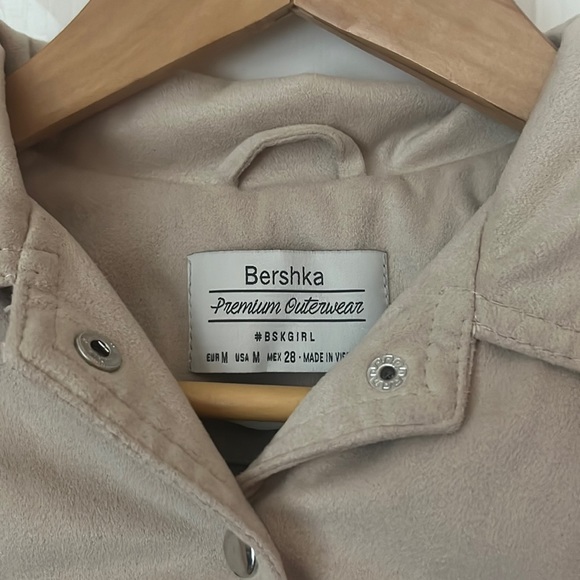 Bershka
Premium Outerwear
#BSKGIRL
EUR M USA M MEX 28 · MADE IN